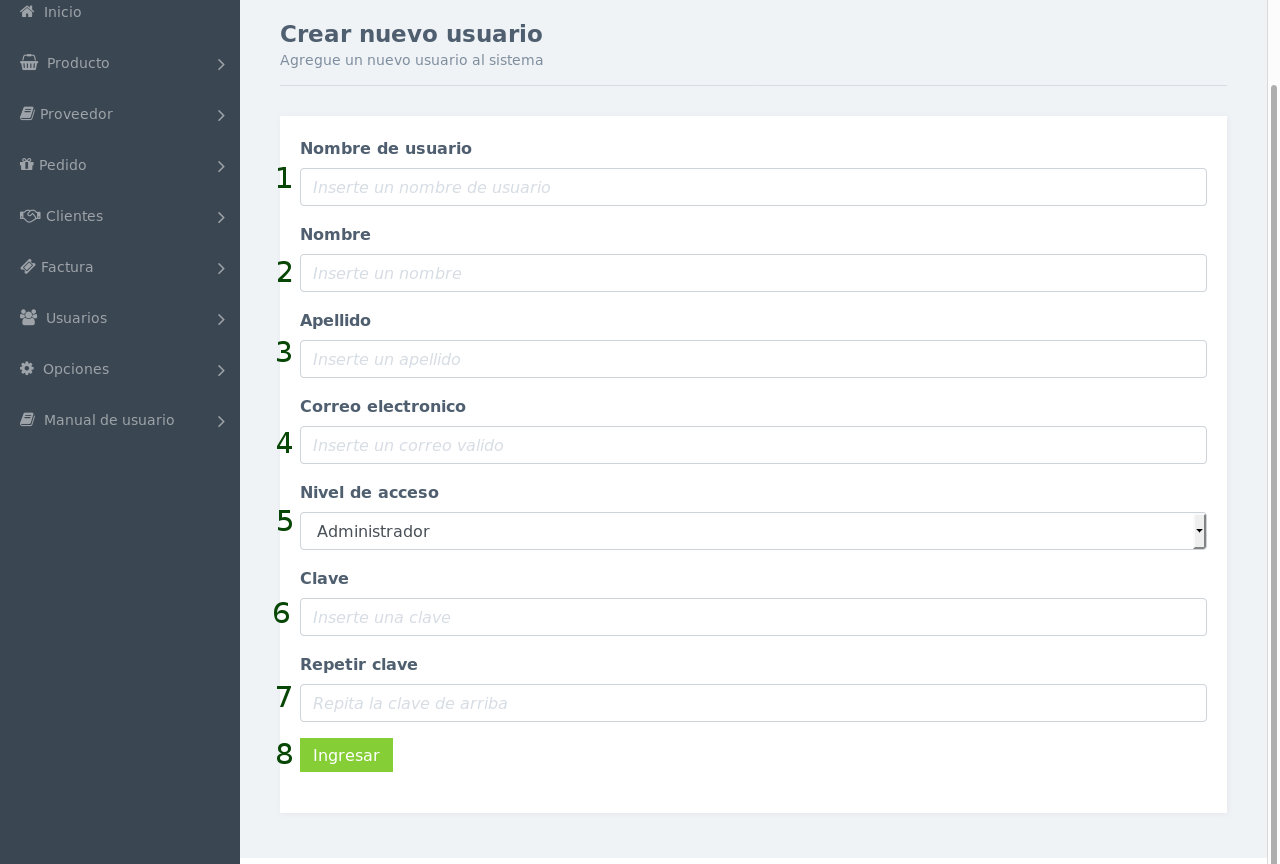 Inicio
Producto
Proveedor
Pedido
Clientes
Factura
Usuarios
Opciones
Manual de usuario
Crear nuevo usuario
Agregue un nuevo usuario al sistema
Nombre de usuario
1 Inserte un nombre de usuario
Nombre
2 Inserte un nombre
Apellido
3 Inserte un apellido
Correo electronico
4 Inserte un correo valido
Nivel de acceso
5 Administrador
Clave
6 Inserte una clave
Repetir clave
7 Repita la clave de arriba
8 Ingresar